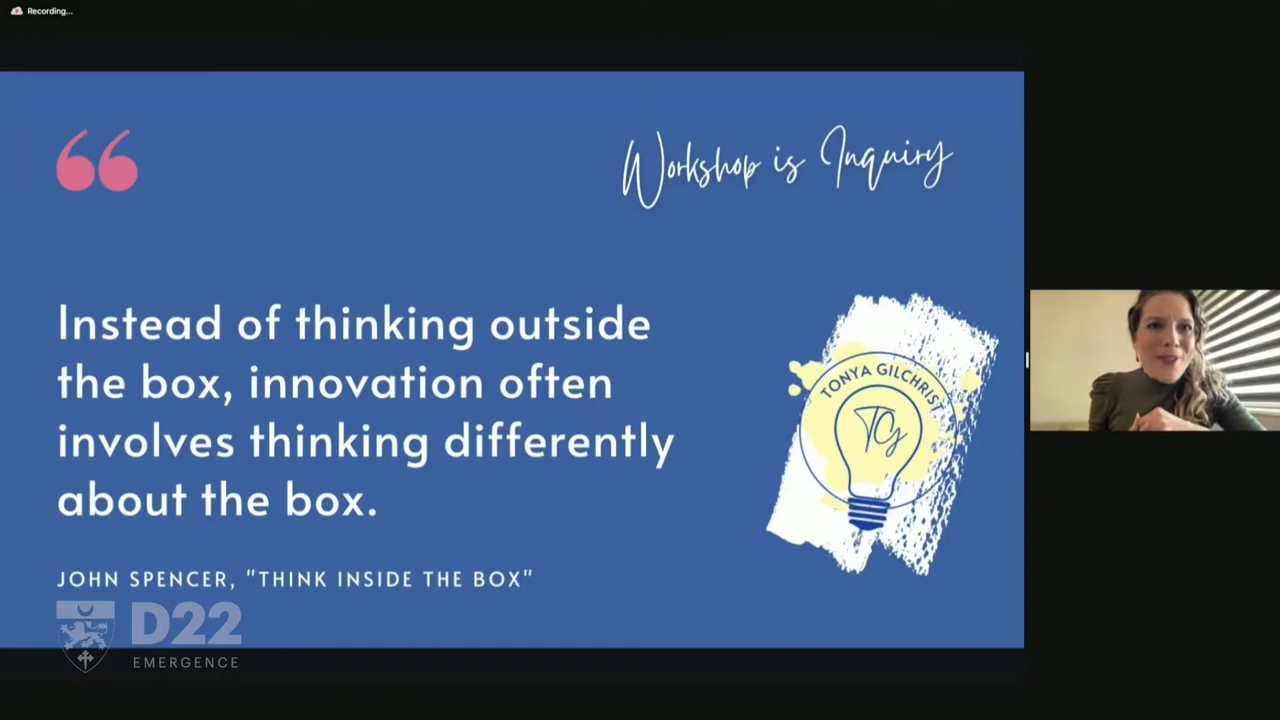 Recording...
Workshop is Inquiry
Instead of thinking outside
the box, innovation often
involves thinking differently
about the box.
JOHN SPENCER, "THINK INSIDE THE BOX"
TONYA GILCHRIST
TG
D22
EMERGENCE